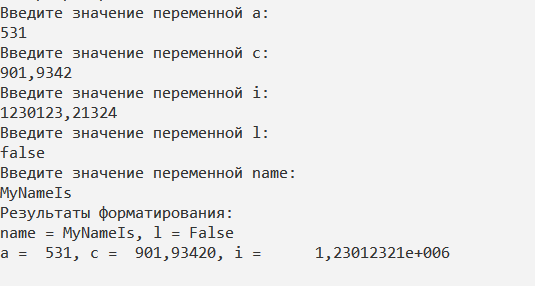 Введите значение переменной a:
531
Введите значение переменной c:
901,9342
Введите значение переменной i:
1230123,21324
Введите значение переменной l:
false
Введите значение переменной name:
MyNameIs
Результаты форматирования:
name = MyNameIs, l = False
a =  531, c =  901,93420, i =      1,23012321e+006